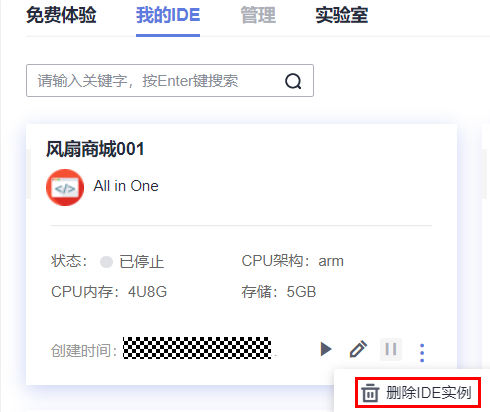 免费体验 我的IDE 管理 实验室
请输入关键字，按Enter键搜索
风扇商城001
All in One
状态： 已停止 CPU架构：arm
CPU内存：4U8G 存储：5GB
创建时间：
删除IDE实例